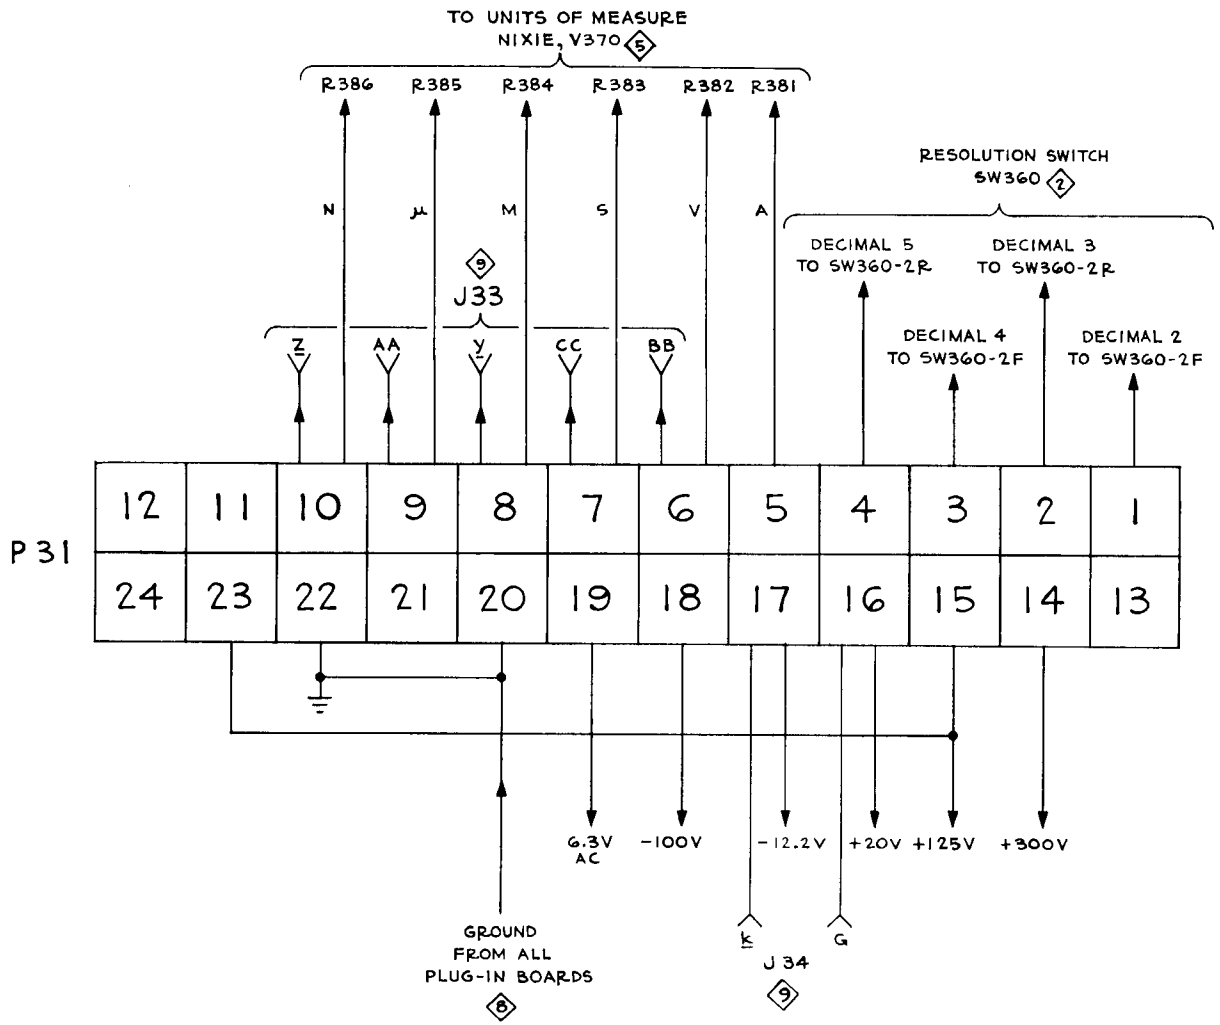 TO UNITS OF MEASURE
NIXIE, V370 5
R386 R385 R384 R383 R382 R381
RESOLUTION SWITCH
SW360 2
N μ M S V A
DECIMAL 5
TO SW360-2R
DECIMAL 3
TO SW360-2R
9
J33
DECIMAL 4
TO SW360-2F
DECIMAL 2
TO SW360-2F
Z AA y CC BB
12 11 10 9 8 7 6 5 4 3 2 1
P31
24 23 22 21 20 19 18 17 16 15 14 13
6.3V
AC
-100V -12.2V +20V +125V +300V
GROUND
FROM ALL
PLUG-IN BOARDS
8
k G
J34
9